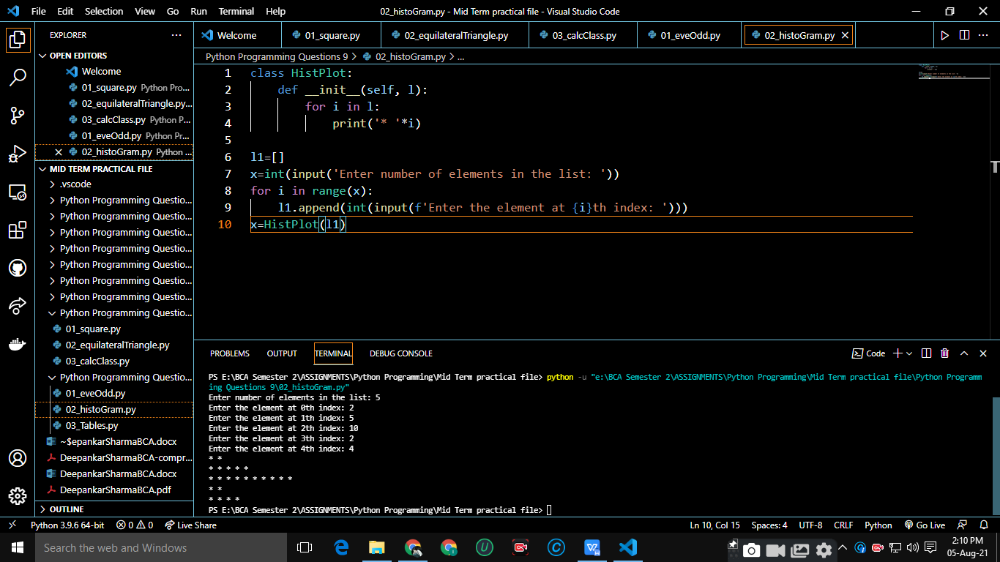 File Edit Selection View Go Run Terminal Help 02_histoGram.py - Mid Term practical file - Visual Studio Code
EXPLORER
Welcome 01_square.py 02_equilateralTriangle.py 03_calcClass.py 01_eveOdd.py 02_histoGram.py
OPEN EDITORS
Welcome
01_square.py Python Pro...
02_equilateralTriangle.py...
03_calcClass.py Python P...
01_eveOdd.py Python Pr...
02_histoGram.py Python ...
MID TERM PRACTICAL FILE
.vscode
Python Programming Questio...
Python Programming Questio...
Python Programming Questio...
Python Programming Questio...
Python Programming Questio...
Python Programming Questio...
Python Programming Questio...
Python Programming Questio...
01_square.py
02_equilateralTriangle.py
03_calcClass.py
Python Programming Questio...
01_eveOdd.py
02_histoGram.py
03_Tables.py
~$epankarSharmaBCA.docx
DeepankarSharmaBCA-compr...
DeepankarSharmaBCA.docx
DeepankarSharmaBCA.pdf
OUTLINE
Python Programming Questions 9 > 02_histoGram.py > ...
1 class HistPlot:
2 def __init__(self, l):
3 for i in l:
4 print('* '*i)
5
6 l1=[]
7 x=int(input('Enter number of elements in the list: '))
8 for i in range(x):
9 l1.append(int(input(f'Enter the element at {i}th index: ')))
10 x=HistPlot(l1)
PROBLEMS OUTPUT TERMINAL DEBUG CONSOLE Code
PS E:\BCA Semester 2\ASSIGNMENTS\Python Programming\Mid Term practical file> python -u "e:\BCA Semester 2\ASSIGNMENTS\Python Programming\Mid Term practical file\Python Programm
ing Questions 9\02_histoGram.py"
Enter number of elements in the list: 5
Enter the element at 0th index: 2
Enter the element at 1th index: 5
Enter the element at 2th index: 10
Enter the element at 3th index: 2
Enter the element at 4th index: 4
* *
* * * * *
* * * * * * * * * *
* *
* * * *
PS E:\BCA Semester 2\ASSIGNMENTS\Python Programming\Mid Term practical file>
Python 3.9.6 64-bit 0 0 Live Share Ln 10, Col 15 Spaces: 4 UTF-8 CRLF Python Go Live
Search the web and Windows
2:10 PM
05-Aug-21